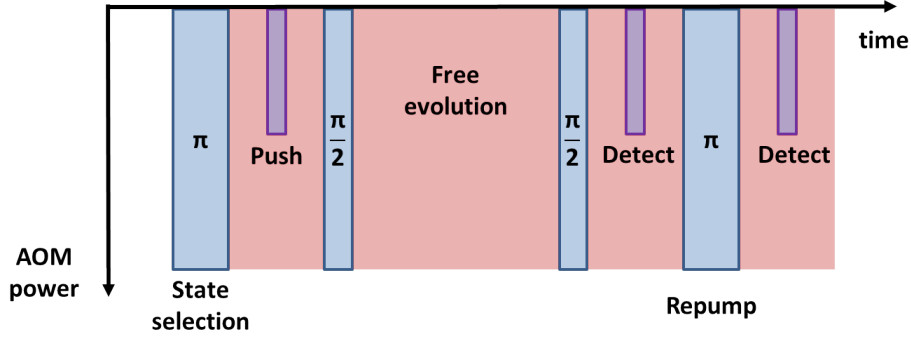 time
Free
evolution
π
π
2
π
2
π
Push
Detect
Detect
AOM
power
State
selection
Repump